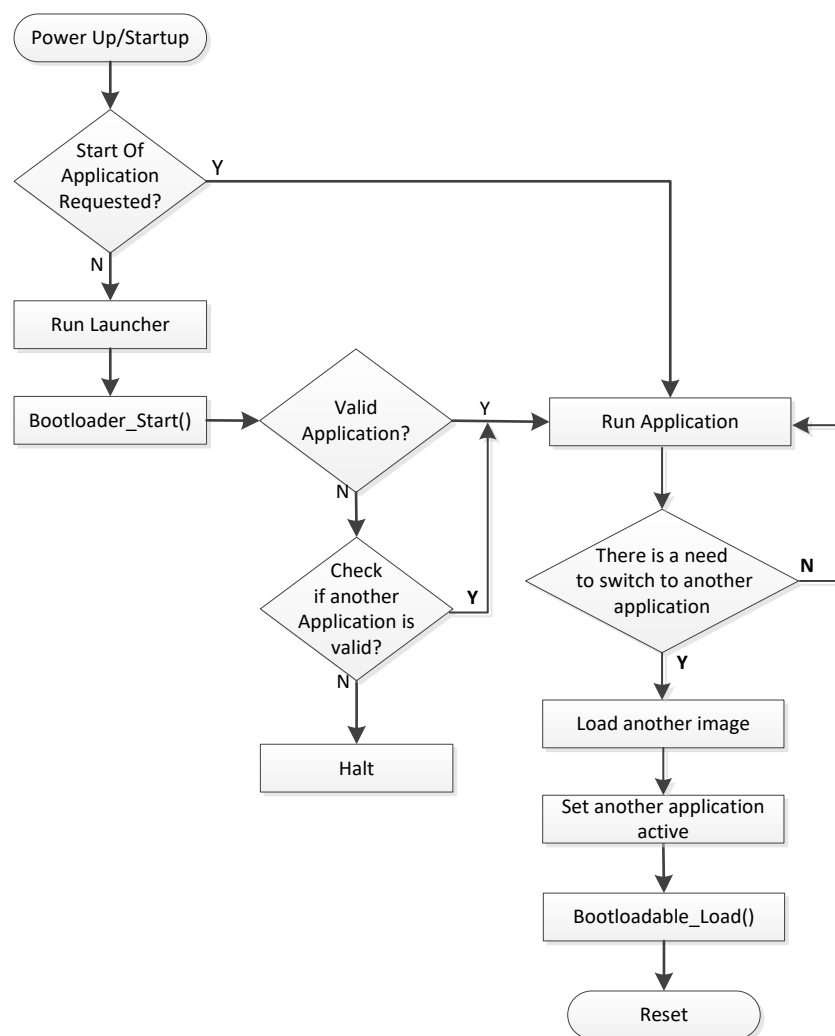 Power Up/Startup
Start Of
Application
Requested?
Y
N
Run Launcher
Bootloader_Start()
Valid
Application?
Y
N
Run Application
Check
if another
Application is
valid?
Y
N
Halt
There is a need
to switch to another
application
N
Y
Load another image
Set another application
active
Bootloadable_Load()
Reset